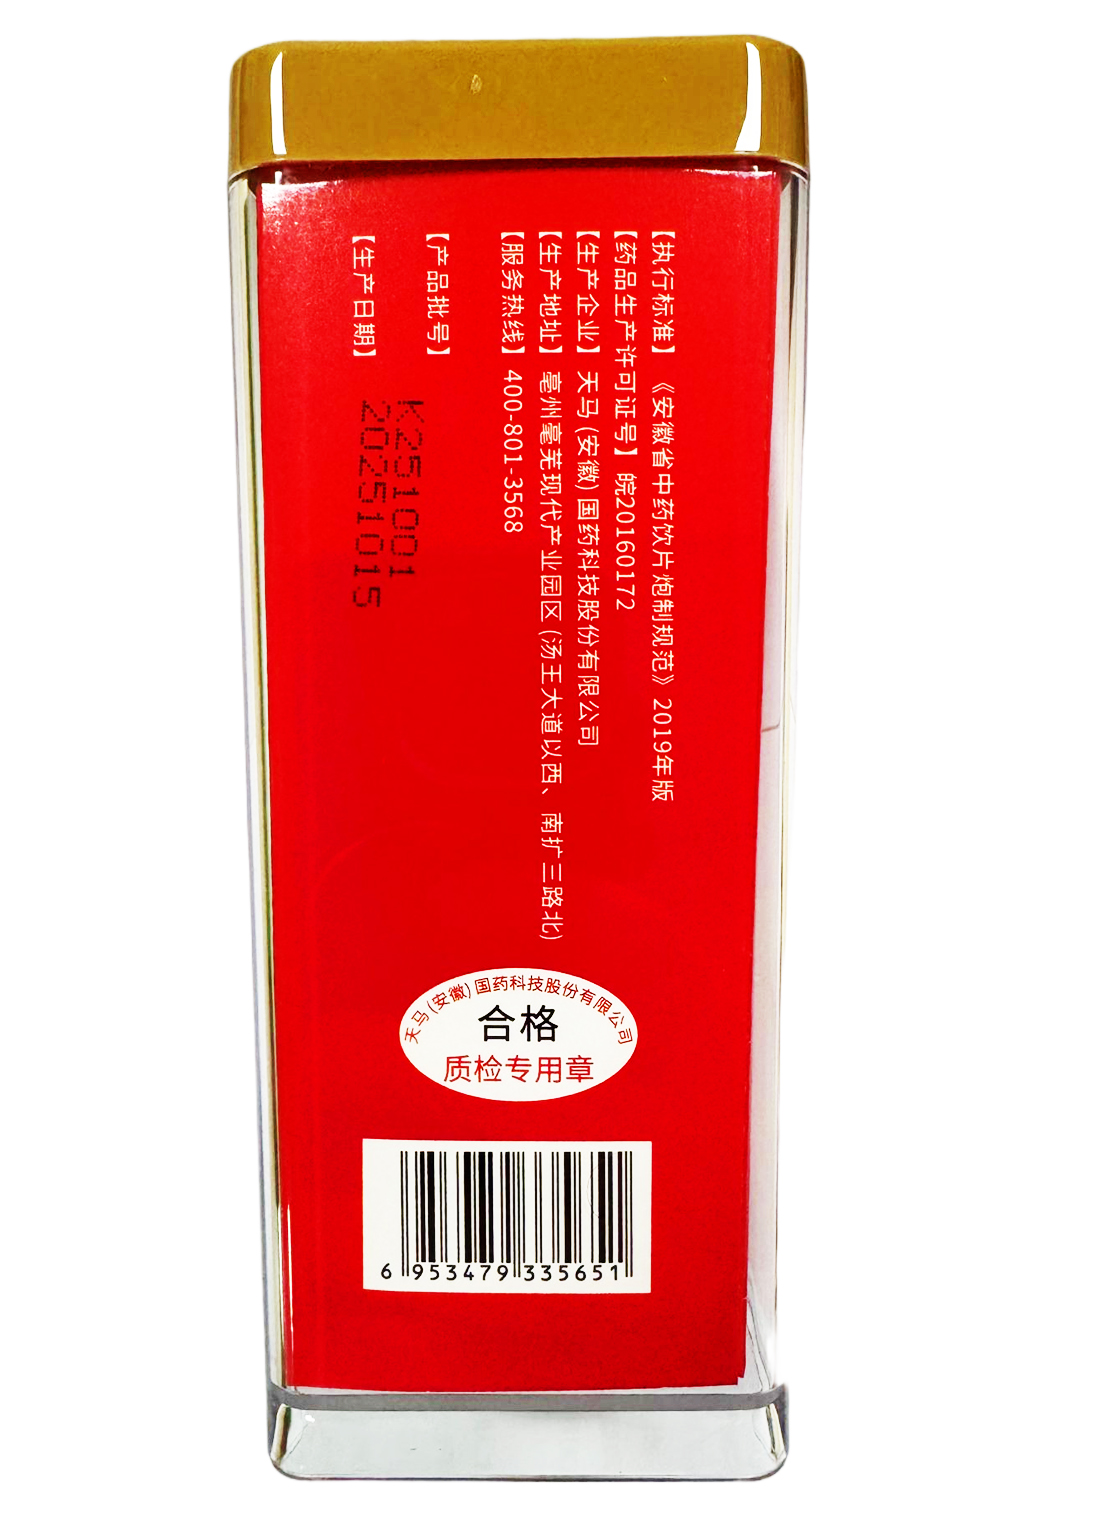 【执行标准】 《安徽省中药饮片炮制规范》2019年版
【药品生产许可证号】 皖20160172
【生产企业】 天马(安徽)国药科技股份有限公司
【生产地址】 亳州亳芜现代产业园区(汤王大道以西、南扩三路北)
【服务热线】 400-801-3568
【产品批号】 K251001
【生产日期】 20251015
天马(安徽)国药科技股份有限公司
合格
质检专用章
6 953479 335651